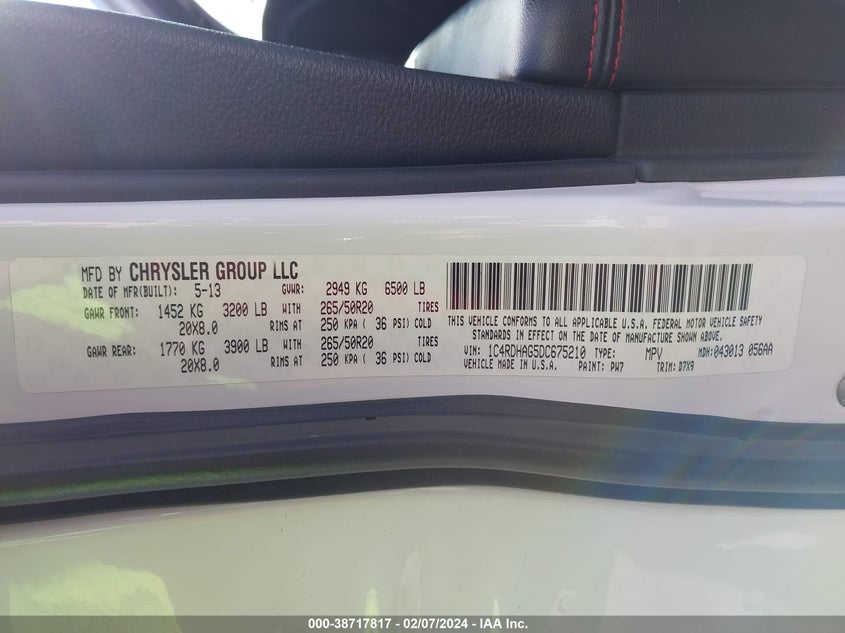 MFD BY CHRYSLER GROUP LLC
DATE OF MFR(BUILT): 5-13 GVWR: 2949 KG 6500 LB
GAWR FRONT: 1452 KG 3200 LB WITH 265/50R20 TIRES
20X8.0 RIMS AT 250 KPA ( 36 PSI) COLD
GAWR REAR: 1770 KG 3900 LB WITH 265/50R20 TIRES
20X8.0 RIMS AT 250 KPA ( 36 PSI) COLD
THIS VEHICLE CONFORMS TO ALL APPLICABLE U.S.A. FEDERAL MOTOR VEHICLE SAFETY
STANDARDS IN EFFECT ON THE DATE OF MANUFACTURE SHOWN ABOVE.
VIN: 1C4RDHAG5DC675210 TYPE: MPV MDH:043013 056AA
VEHICLE MADE IN U.S.A. PAINT: PW7 TRIM: D7X9
000-38717817 - 02/07/2024 - IAA Inc.